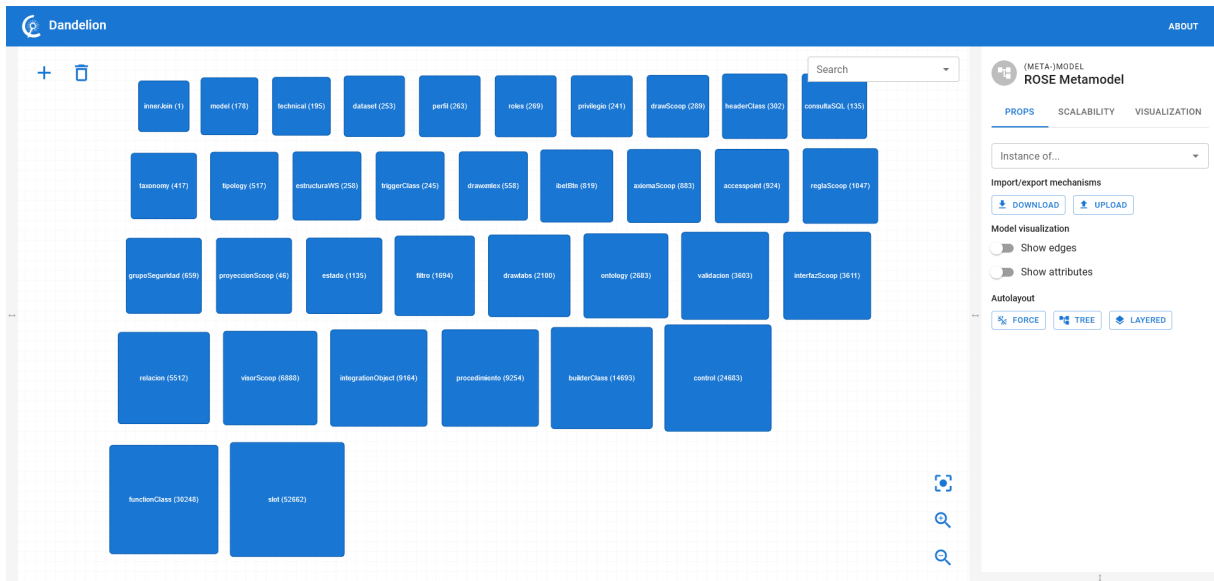 Dandelion
ABOUT
Search
innerJoin (1)
model (178)
technical (195)
dataset (253)
perfil (263)
roles (269)
privilegio (241)
drawScoop (289)
headerClass (302)
consultaSQL (135)
taxonomy (417)
tipology (517)
estructuraWS (258)
triggerClass (245)
drawxmlex (558)
ibetBtn (819)
axiomaScoop (883)
accesspoint (924)
reglaScoop (1047)
grupoSeguridad (659)
proyeccionScoop (46)
estado (1135)
filtro (1694)
drawtabs (2100)
ontology (2683)
validacion (3603)
interfazScoop (3611)
relacion (5512)
visorScoop (6888)
integrationObject (9164)
procedimiento (9254)
builderClass (14693)
control (24683)
functionClass (30248)
slot (52662)
(META-)MODEL
ROSE Metamodel
PROPS
SCALABILITY
VISUALIZATION
Instance of...
Import/export mechanisms
DOWNLOAD
UPLOAD
Model visualization
Show edges
Show attributes
Autolayout
FORCE
TREE
LAYERED